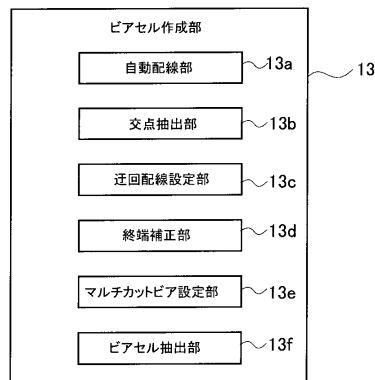 ビアセル作成部
自動配線部 13a
13
交点抽出部 13b
迂回配線設定部 13c
終端補正部 13d
マルチカットビア設定部 13e
ビアセル抽出部 13f